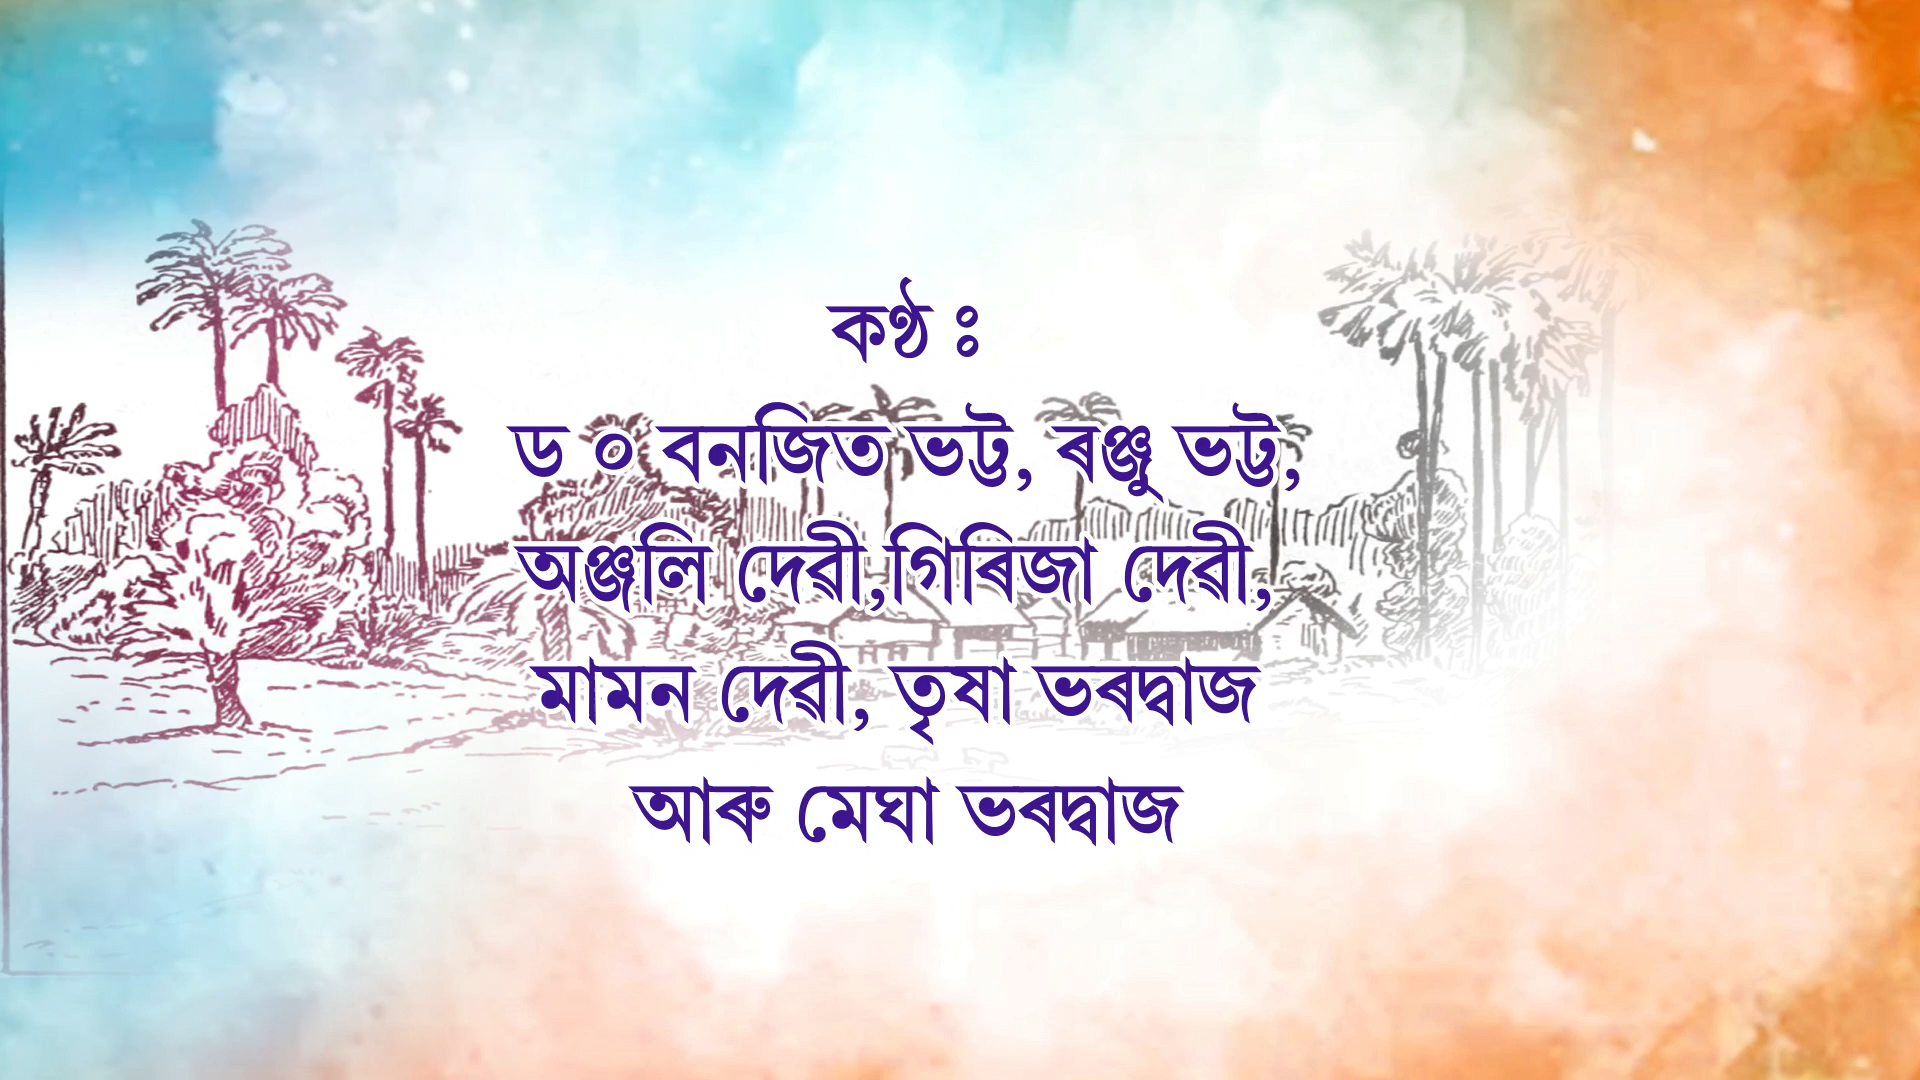 কণ্ঠ ঃ
ড ০ বনজিত ভট্ট, ৰঞ্জু ভট্ট,
অঞ্জলি দেৱী,গিৰিজা দেৱী,
মামন দেৱী, তৃষা ভৰদ্বাজ
আৰু মেঘা ভৰদ্বাজ